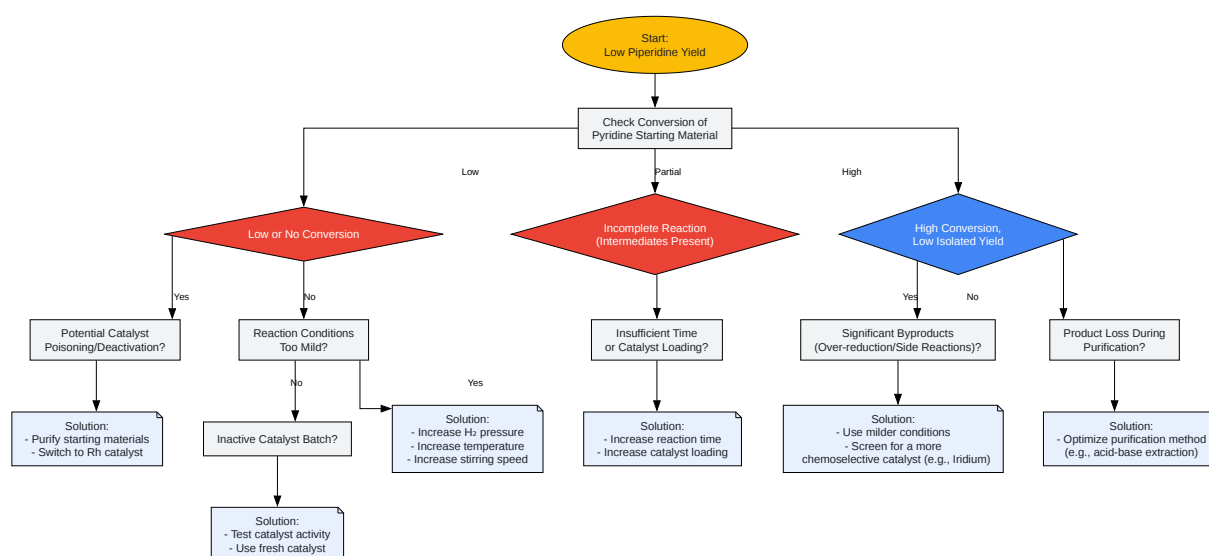 Start:
Low Piperidine Yield
Check Conversion of
Pyridine Starting Material
Low
Partial
High
Low or No Conversion
Incomplete Reaction
(Intermediates Present)
High Conversion,
Low Isolated Yield
Yes
No
Yes
No
Potential Catalyst
Poisoning/Deactivation?
Reaction Conditions
Too Mild?
Insufficient Time
or Catalyst Loading?
Significant Byproducts
(Over-reduction/Side Reactions)?
Product Loss During
Purification?
No
Yes
Solution:
- Purify starting materials
- Switch to Rh catalyst
Inactive Catalyst Batch?
Solution:
- Increase H₂ pressure
- Increase temperature
- Increase stirring speed
Solution:
- Increase reaction time
- Increase catalyst loading
Solution:
- Use milder conditions
- Screen for a more
chemoselective catalyst (e.g., Iridium)
Solution:
- Optimize purification method
(e.g., acid-base extraction)
Solution:
- Test catalyst activity
- Use fresh catalyst